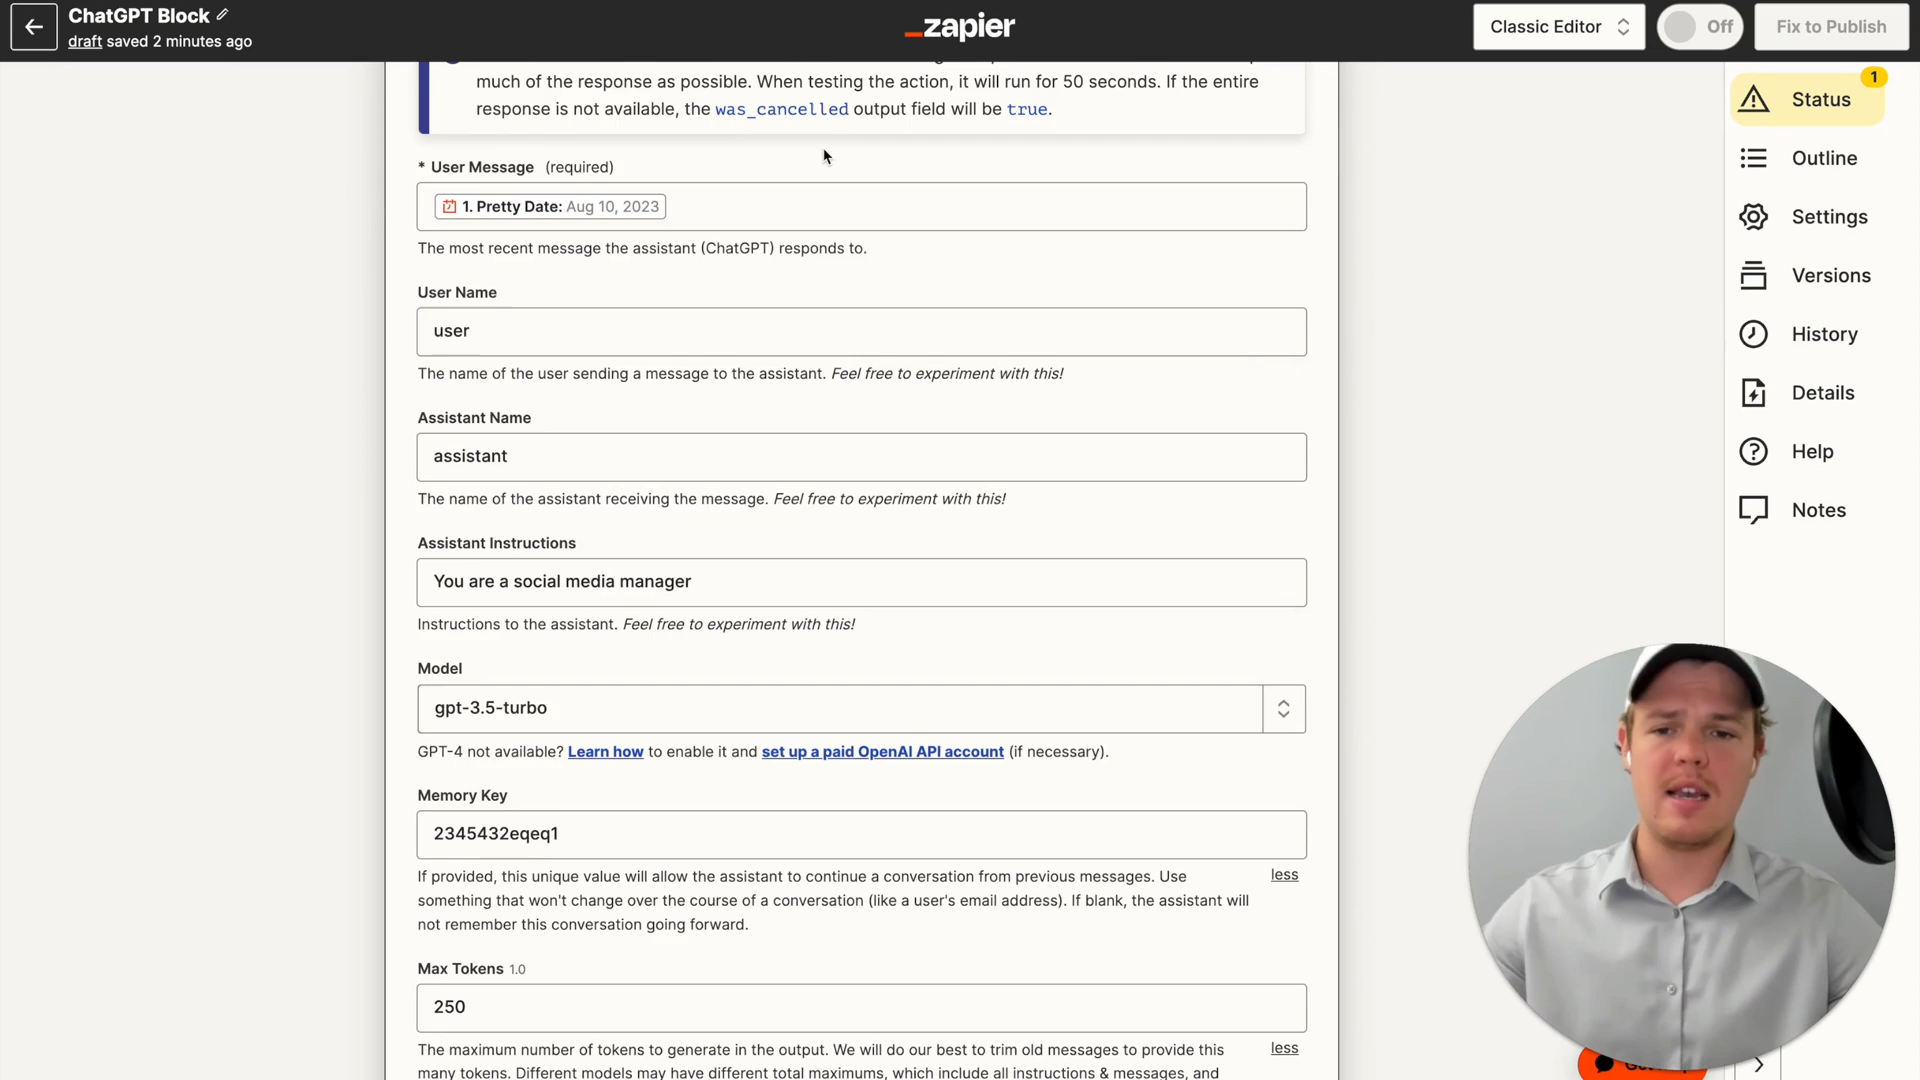 ChatGPT Block
draft saved 2 minutes ago
zapier
Classic Editor
Off
Fix to Publish
much of the response as possible. When testing the action, it will run for 50 seconds. If the entire
response is not available, the was_cancelled output field will be true.
* User Message (required)
1. Pretty Date: Aug 10, 2023
The most recent message the assistant (ChatGPT) responds to.
User Name
user
The name of the user sending a message to the assistant. Feel free to experiment with this!
Assistant Name
assistant
The name of the assistant receiving the message. Feel free to experiment with this!
Assistant Instructions
You are a social media manager
Instructions to the assistant. Feel free to experiment with this!
Model
gpt-3.5-turbo
GPT-4 not available? Learn how to enable it and set up a paid OpenAI API account (if necessary).
Memory Key
2345432eqeq1
If provided, this unique value will allow the assistant to continue a conversation from previous messages. Use
something that won't change over the course of a conversation (like a user's email address). If blank, the assistant will
not remember this conversation going forward.
less
Max Tokens 1.0
250
The maximum number of tokens to generate in the output. We will do our best to trim old messages to provide this
many tokens. Different models may have different total maximums, which include all instructions & messages, and
less
1
Status
Outline
Settings
Versions
History
Details
Help
Notes